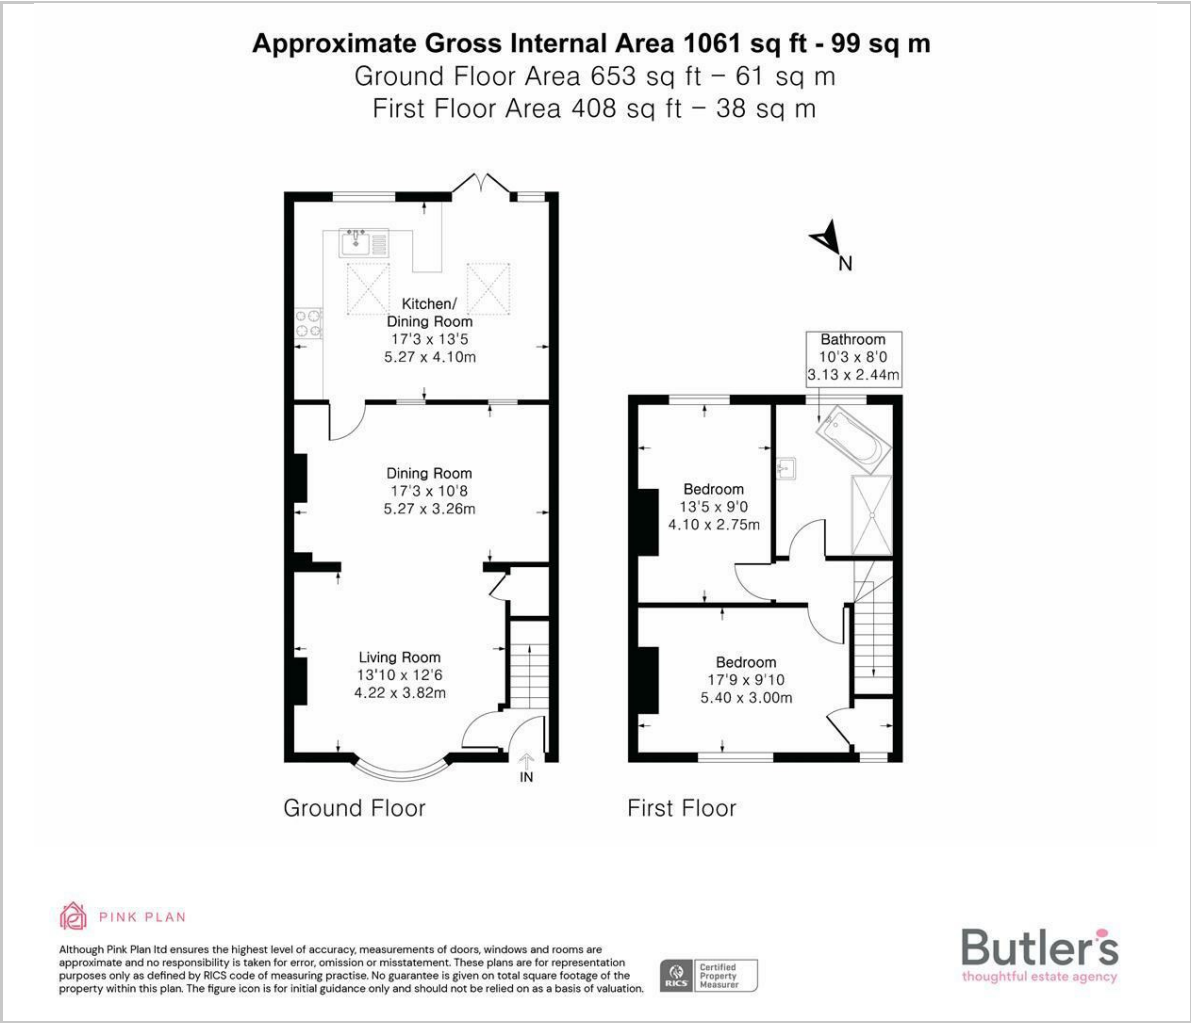 Approximate Gross Internal Area 1061 sq ft - 99 sq m
Ground Floor Area 653 sq ft – 61 sq m
First Floor Area 408 sq ft – 38 sq m
N
Kitchen/
Dining Room
17'3 x 13'5
5.27 x 4.10m
Bathroom
10'3 x 8'0
3.13 x 2.44m
Dining Room
17'3 x 10'8
5.27 x 3.26m
Bedroom
13'5 x 9'0
4.10 x 2.75m
Living Room
13'10 x 12'6
4.22 x 3.82m
Bedroom
17'9 x 9'10
5.40 x 3.00m
IN
Ground Floor
First Floor
PINK PLAN
Although Pink Plan ltd ensures the highest level of accuracy, measurements of doors, windows and rooms are
approximate and no responsibility is taken for error, omission or misstatement. These plans are for representation
purposes only as defined by RICS code of measuring practise. No guarantee is given on total square footage of the
property within this plan. The figure icon is for initial guidance only and should not be relied on as a basis of valuation.
RICS
Certified
Property
Measurer
Butler's
thoughtful estate agency